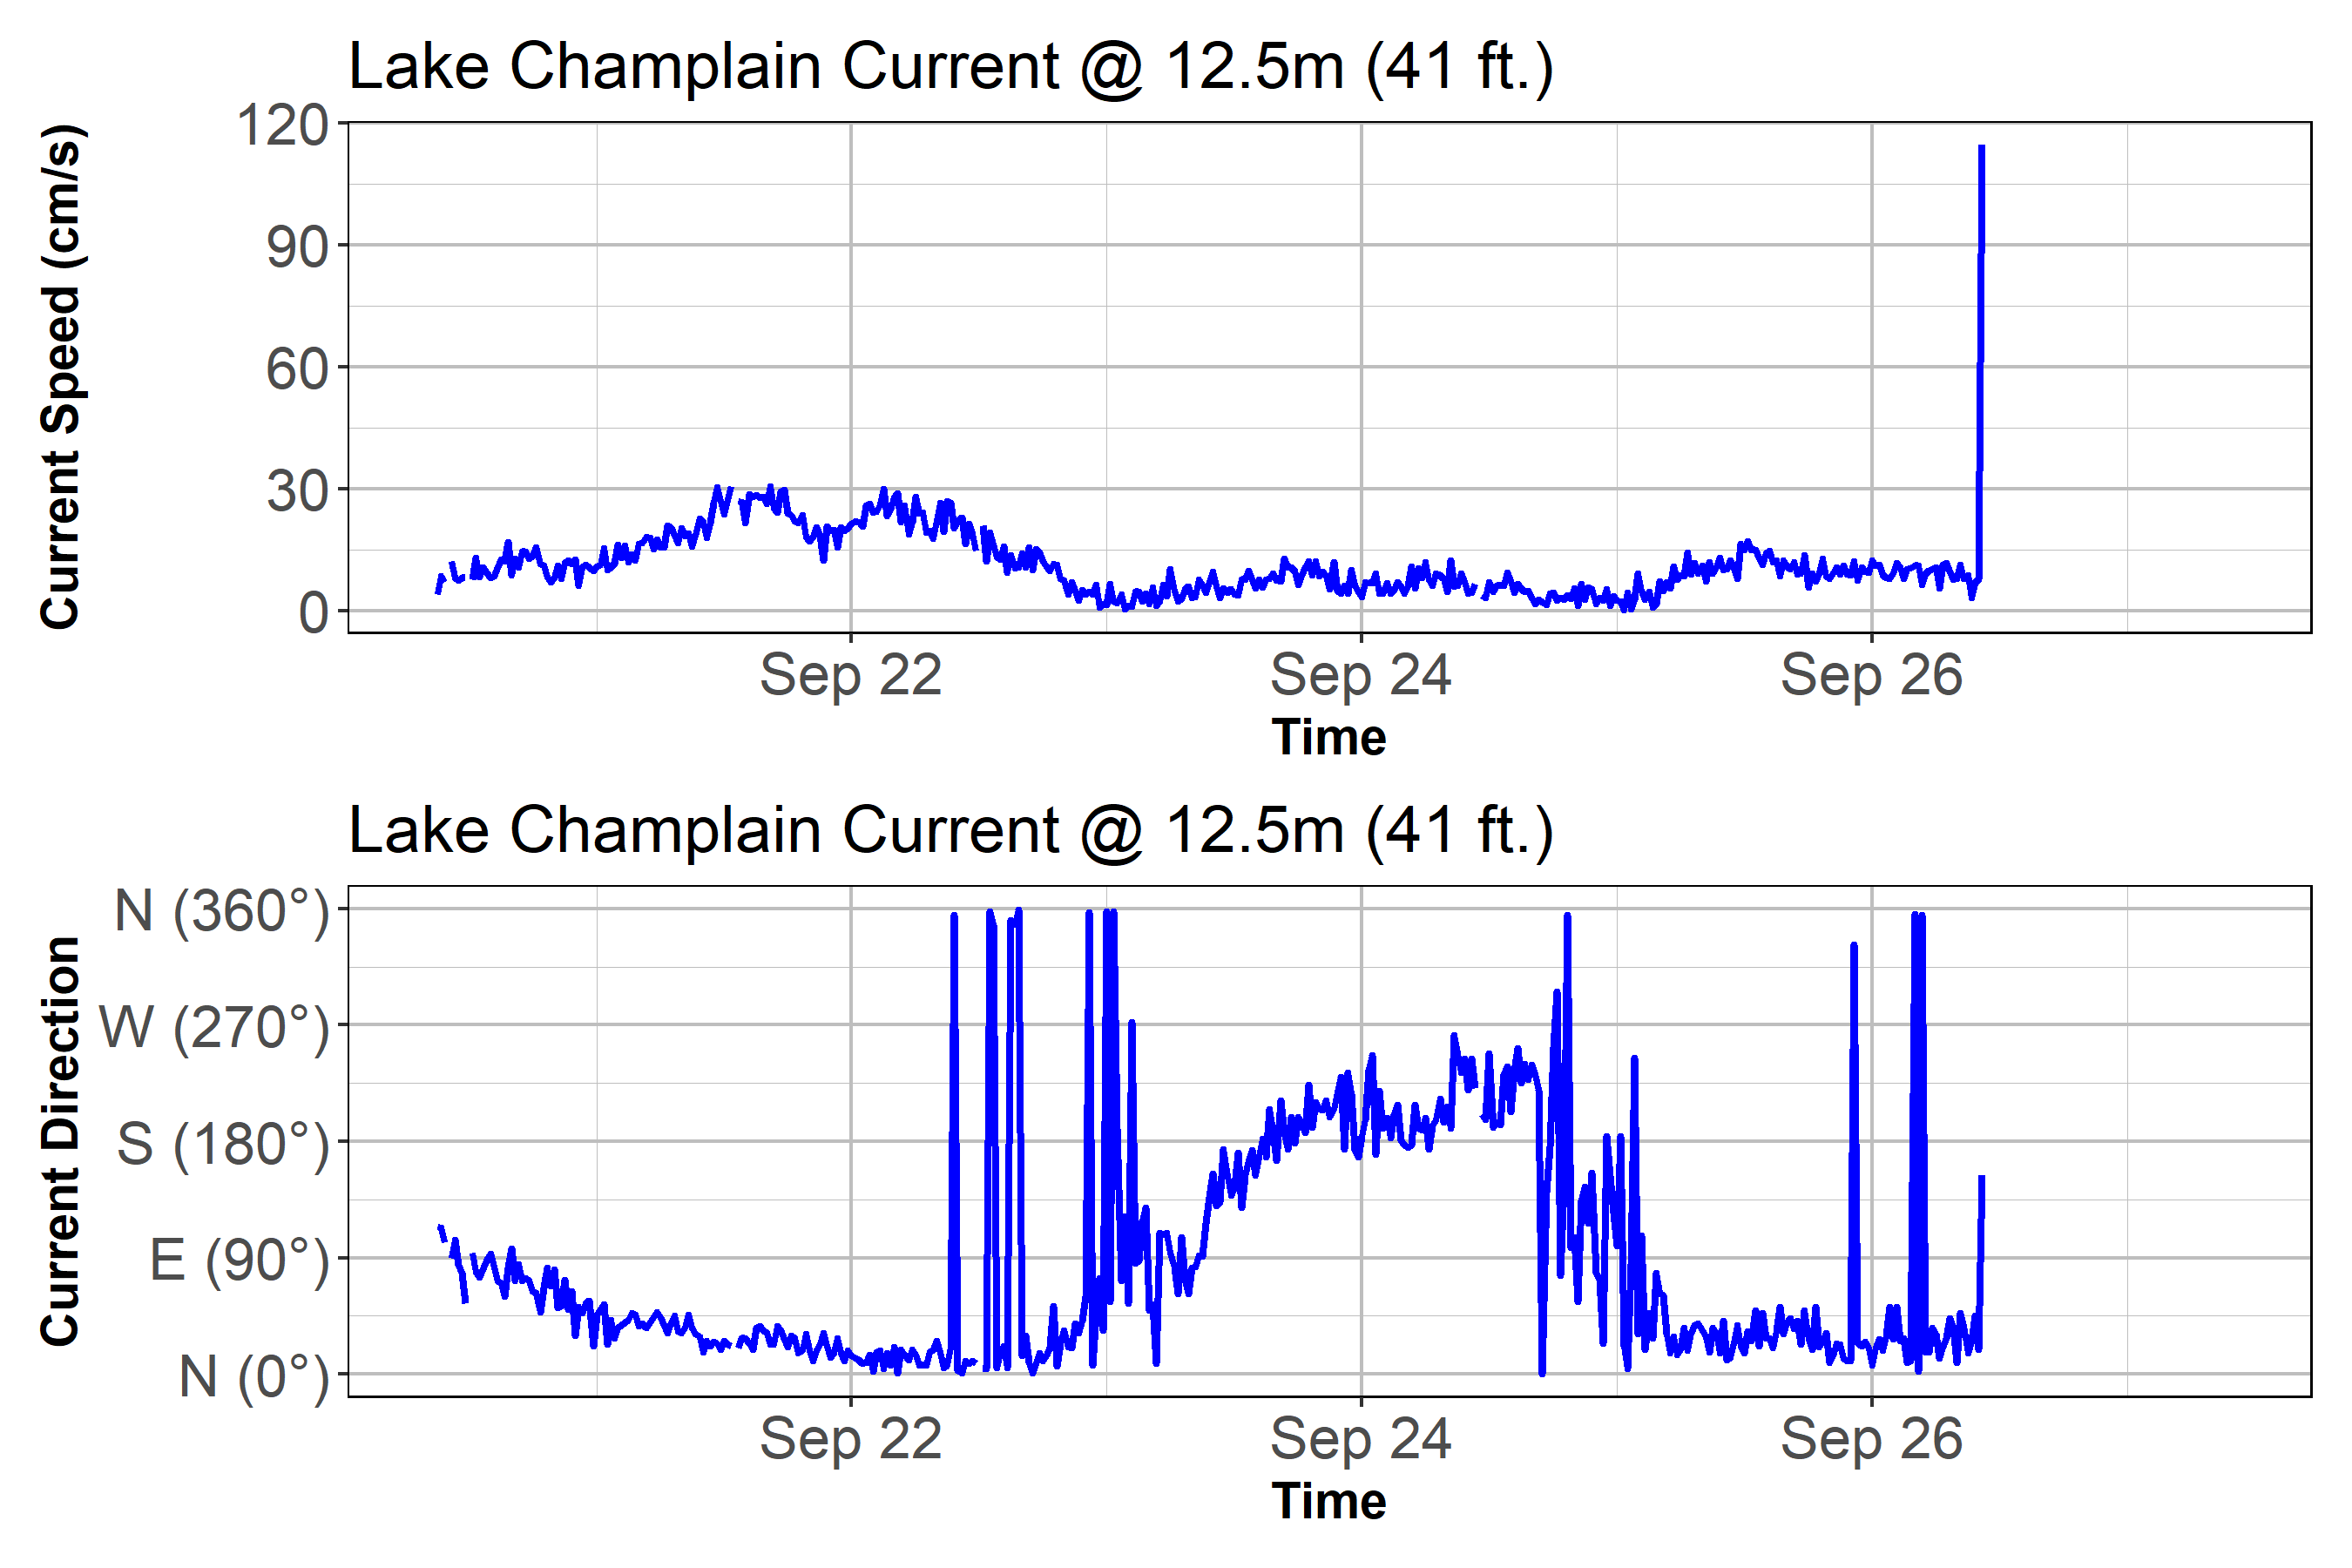 Lake Champlain Current @ 12.5m (41 ft.)
Current Speed (cm/s)
120
90
60
30
0
Sep 22 Sep 24 Sep 26
Time
Lake Champlain Current @ 12.5m (41 ft.)
Current Direction
N (360°)
W (270°)
S (180°)
E (90°)
N (0°)
Sep 22 Sep 24 Sep 26
Time